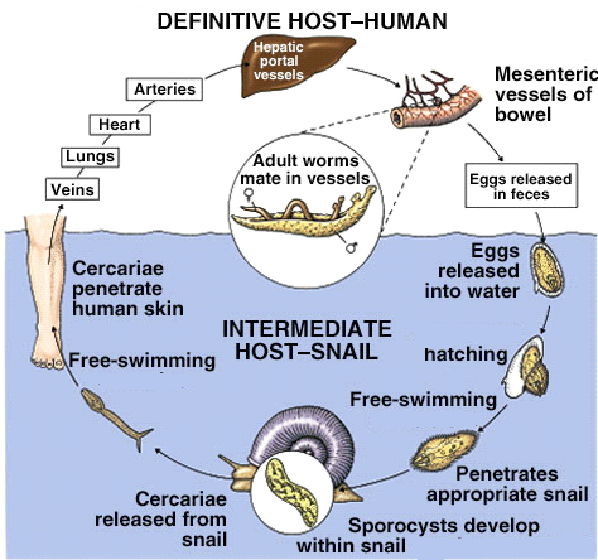 DEFINITIVE HOST–HUMAN
Hepatic
portal
vessels
Mesenteric
vessels of
bowel
Arteries
Heart
Lungs
Veins
Adult worms
mate in vessels
♀
♂
Eggs released
in feces
Eggs
released
into water
hatching
Free-swimming
Penetrates
appropriate snail
INTERMEDIATE
HOST–SNAIL
Sporocysts develop
within snail
Cercariae
released from
snail
Free-swimming
Cercariae
penetrate
human skin